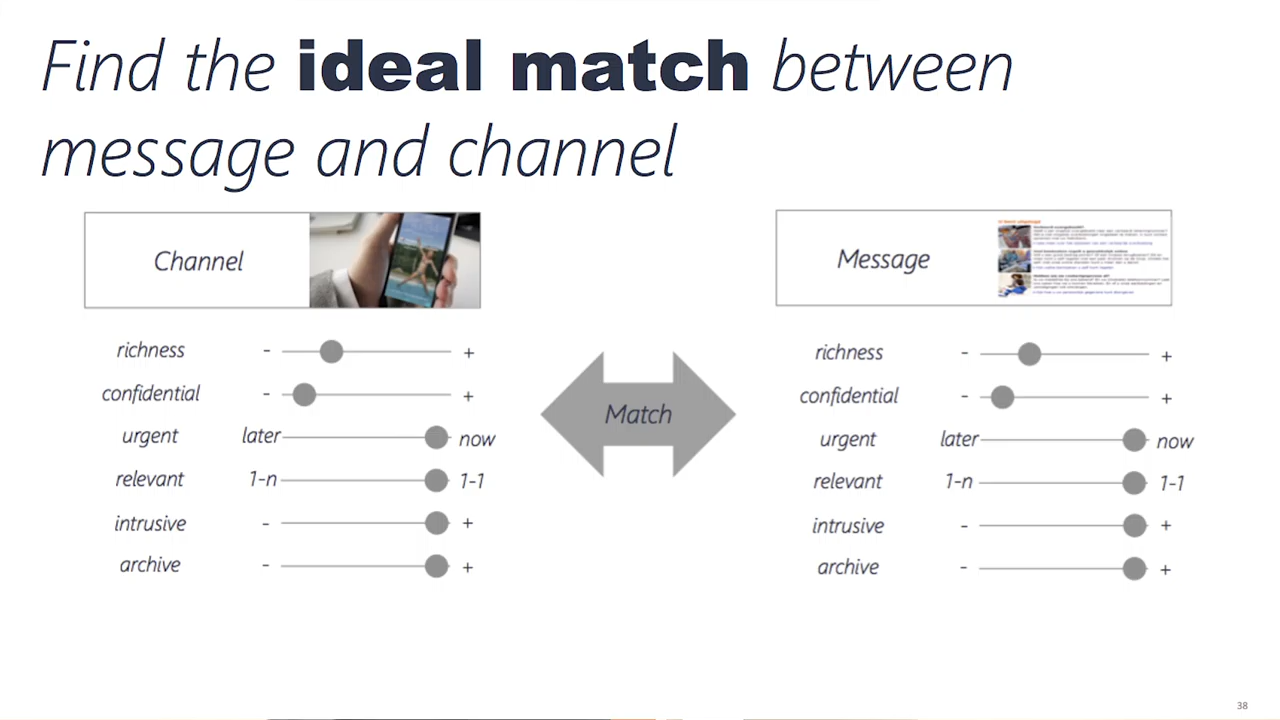 Find the ideal match between
message and channel
Channel
richness - +
confidential - +
urgent later now
relevant 1-n 1-1
intrusive - +
archive - +
Match
Message
richness - +
confidential - +
urgent later now
relevant 1-n 1-1
intrusive - +
archive - +
38